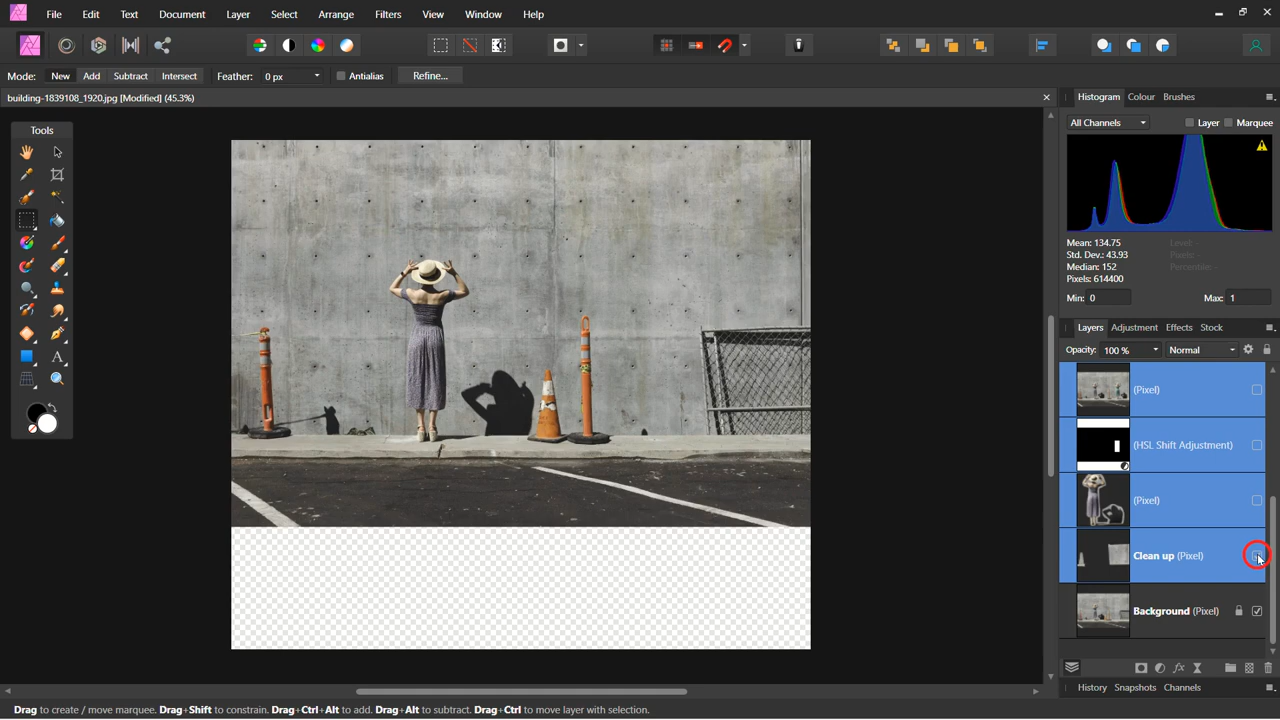 File Edit Text Document Layer Select Arrange Filters View Window Help
Mode: New Add Subtract Intersect Feather: 0 px Antialias Refine...
building-1839108_1920.jpg [Modified] (45.3%)
Tools
Histogram Colour Brushes
All Channels Layer Marquee
Mean: 134.75 Level: -
Std. Dev.: 43.93 Pixels: -
Median: 152 Percentile: -
Pixels: 614400
Min: 0 Max: 1
Layers Adjustment Effects Stock
Opacity: 100 % Normal
(Pixel)
(HSL Shift Adjustment)
(Pixel)
Clean up (Pixel)
Background (Pixel)
History Snapshots Channels
Drag to create / move marquee. Drag+Shift to constrain. Drag+Ctrl+Alt to add. Drag+Alt to subtract. Drag+Ctrl to move layer with selection.